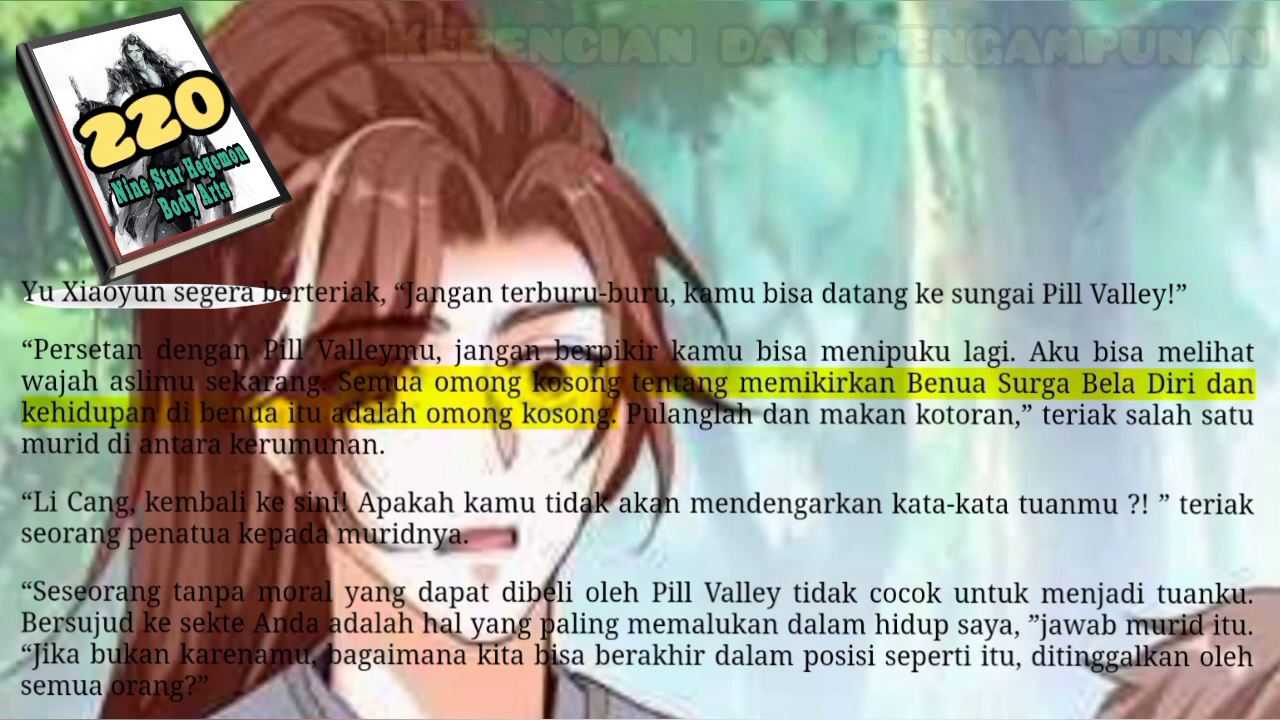 KEBENCIAN DAN PENGAMPUNAN
220
Nine Star Hegemon
Body Arts
Yu Xiaoyun segera berteriak, “Jangan terburu-buru, kamu bisa datang ke sungai Pill Valley!”
“Persetan dengan Pill Valleymu, jangan berpikir kamu bisa menipuku lagi. Aku bisa melihat
wajah aslimu sekarang. Semua omong kosong tentang memikirkan Benua Surga Bela Diri dan
kehidupan di benua itu adalah omong kosong. Pulanglah dan makan kotoran,” teriak salah satu
murid di antara kerumunan.
“Li Cang, kembali ke sini! Apakah kamu tidak akan mendengarkan kata-kata tuanmu ?! ” teriak
seorang penatua kepada muridnya.
“Seseorang tanpa moral yang dapat dibeli oleh Pill Valley tidak cocok untuk menjadi tuanku.
Bersujud ke sekte Anda adalah hal yang paling memalukan dalam hidup saya, ”jawab murid itu.
“Jika bukan karenamu, bagaimana kita bisa berakhir dalam posisi seperti itu, ditinggalkan oleh
semua orang?”